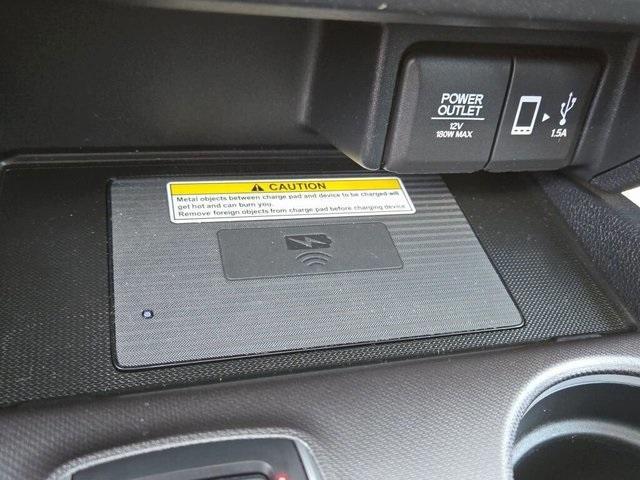 POWER
OUTLET
12V
180W MAX
1.5A
CAUTION
Metal objects between charge pad and device to be charged will
get hot and can burn you.
Remove foreign objects from charge pad before charging device